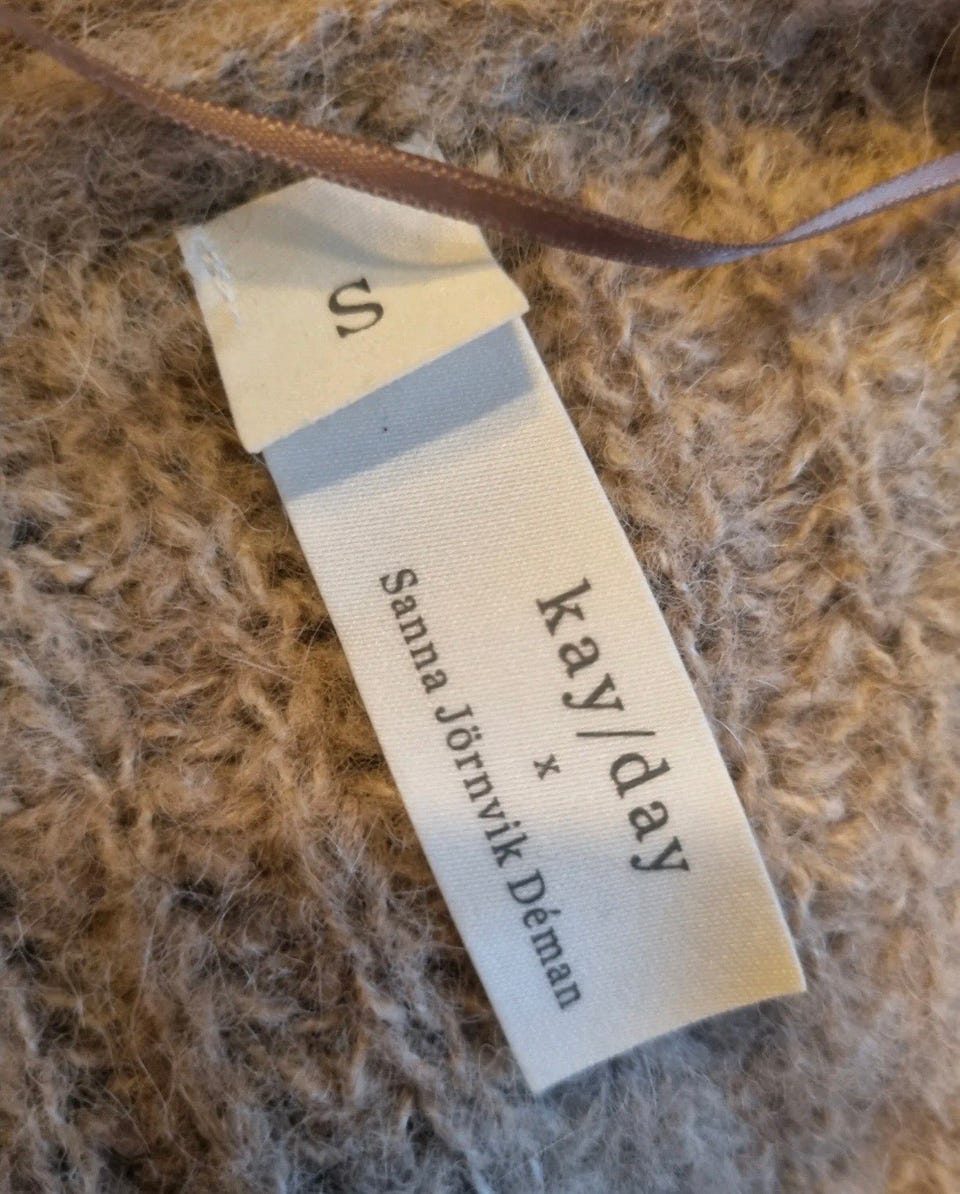 S
kay/day
x
Sanna Jörnvik Déman